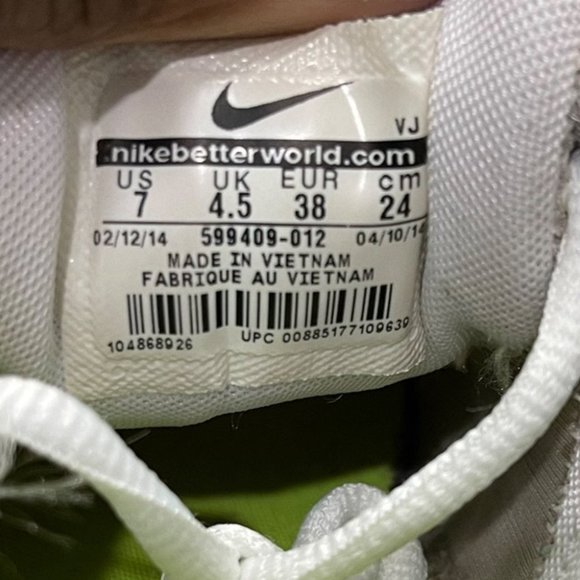 VJ
nikebetterworld.com
US UK EUR cm
7 4.5 38 24
02/12/14 599409-012 04/10/14
MADE IN VIETNAM
FABRIQUE AU VIETNAM
104868926 UPC 00885177109639